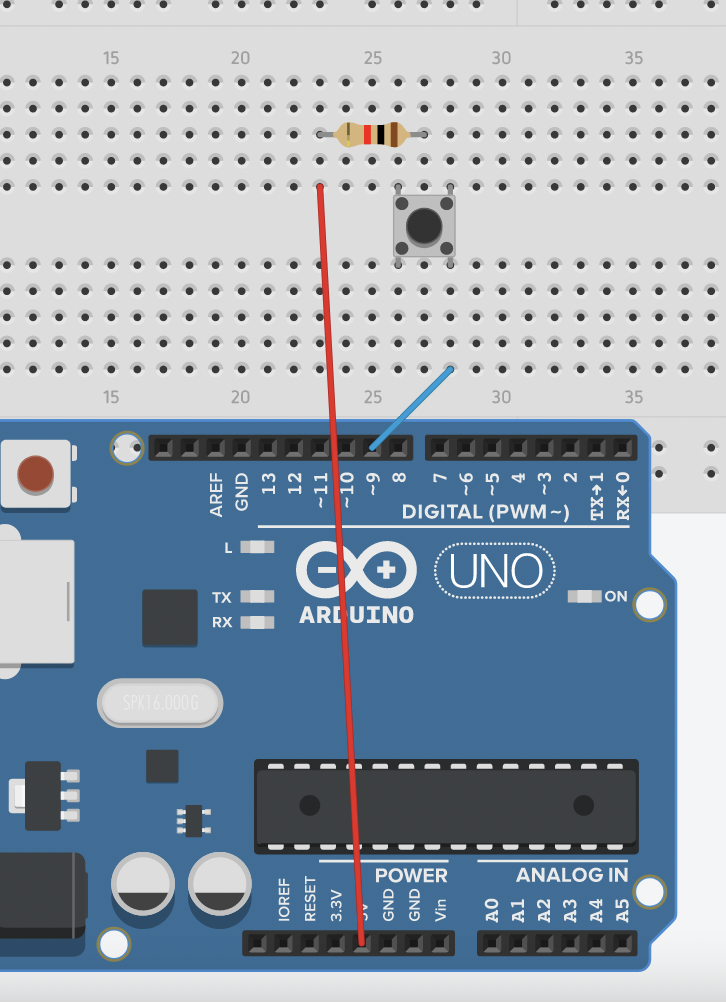 15 20 25 30 35
15 20 25 30 35
AREF
GND
13
12
~11
~10
~9
8
7
~6
~5
4
~3
2
TX→1
RX←0
DIGITAL (PWM~)
L
TX
RX
ARDUINO
UNO
ON
SPK16.000G
POWER
ANALOG IN
IOREF
RESET
3.3V
5V
GND
GND
Vin
A0
A1
A2
A3
A4
A5